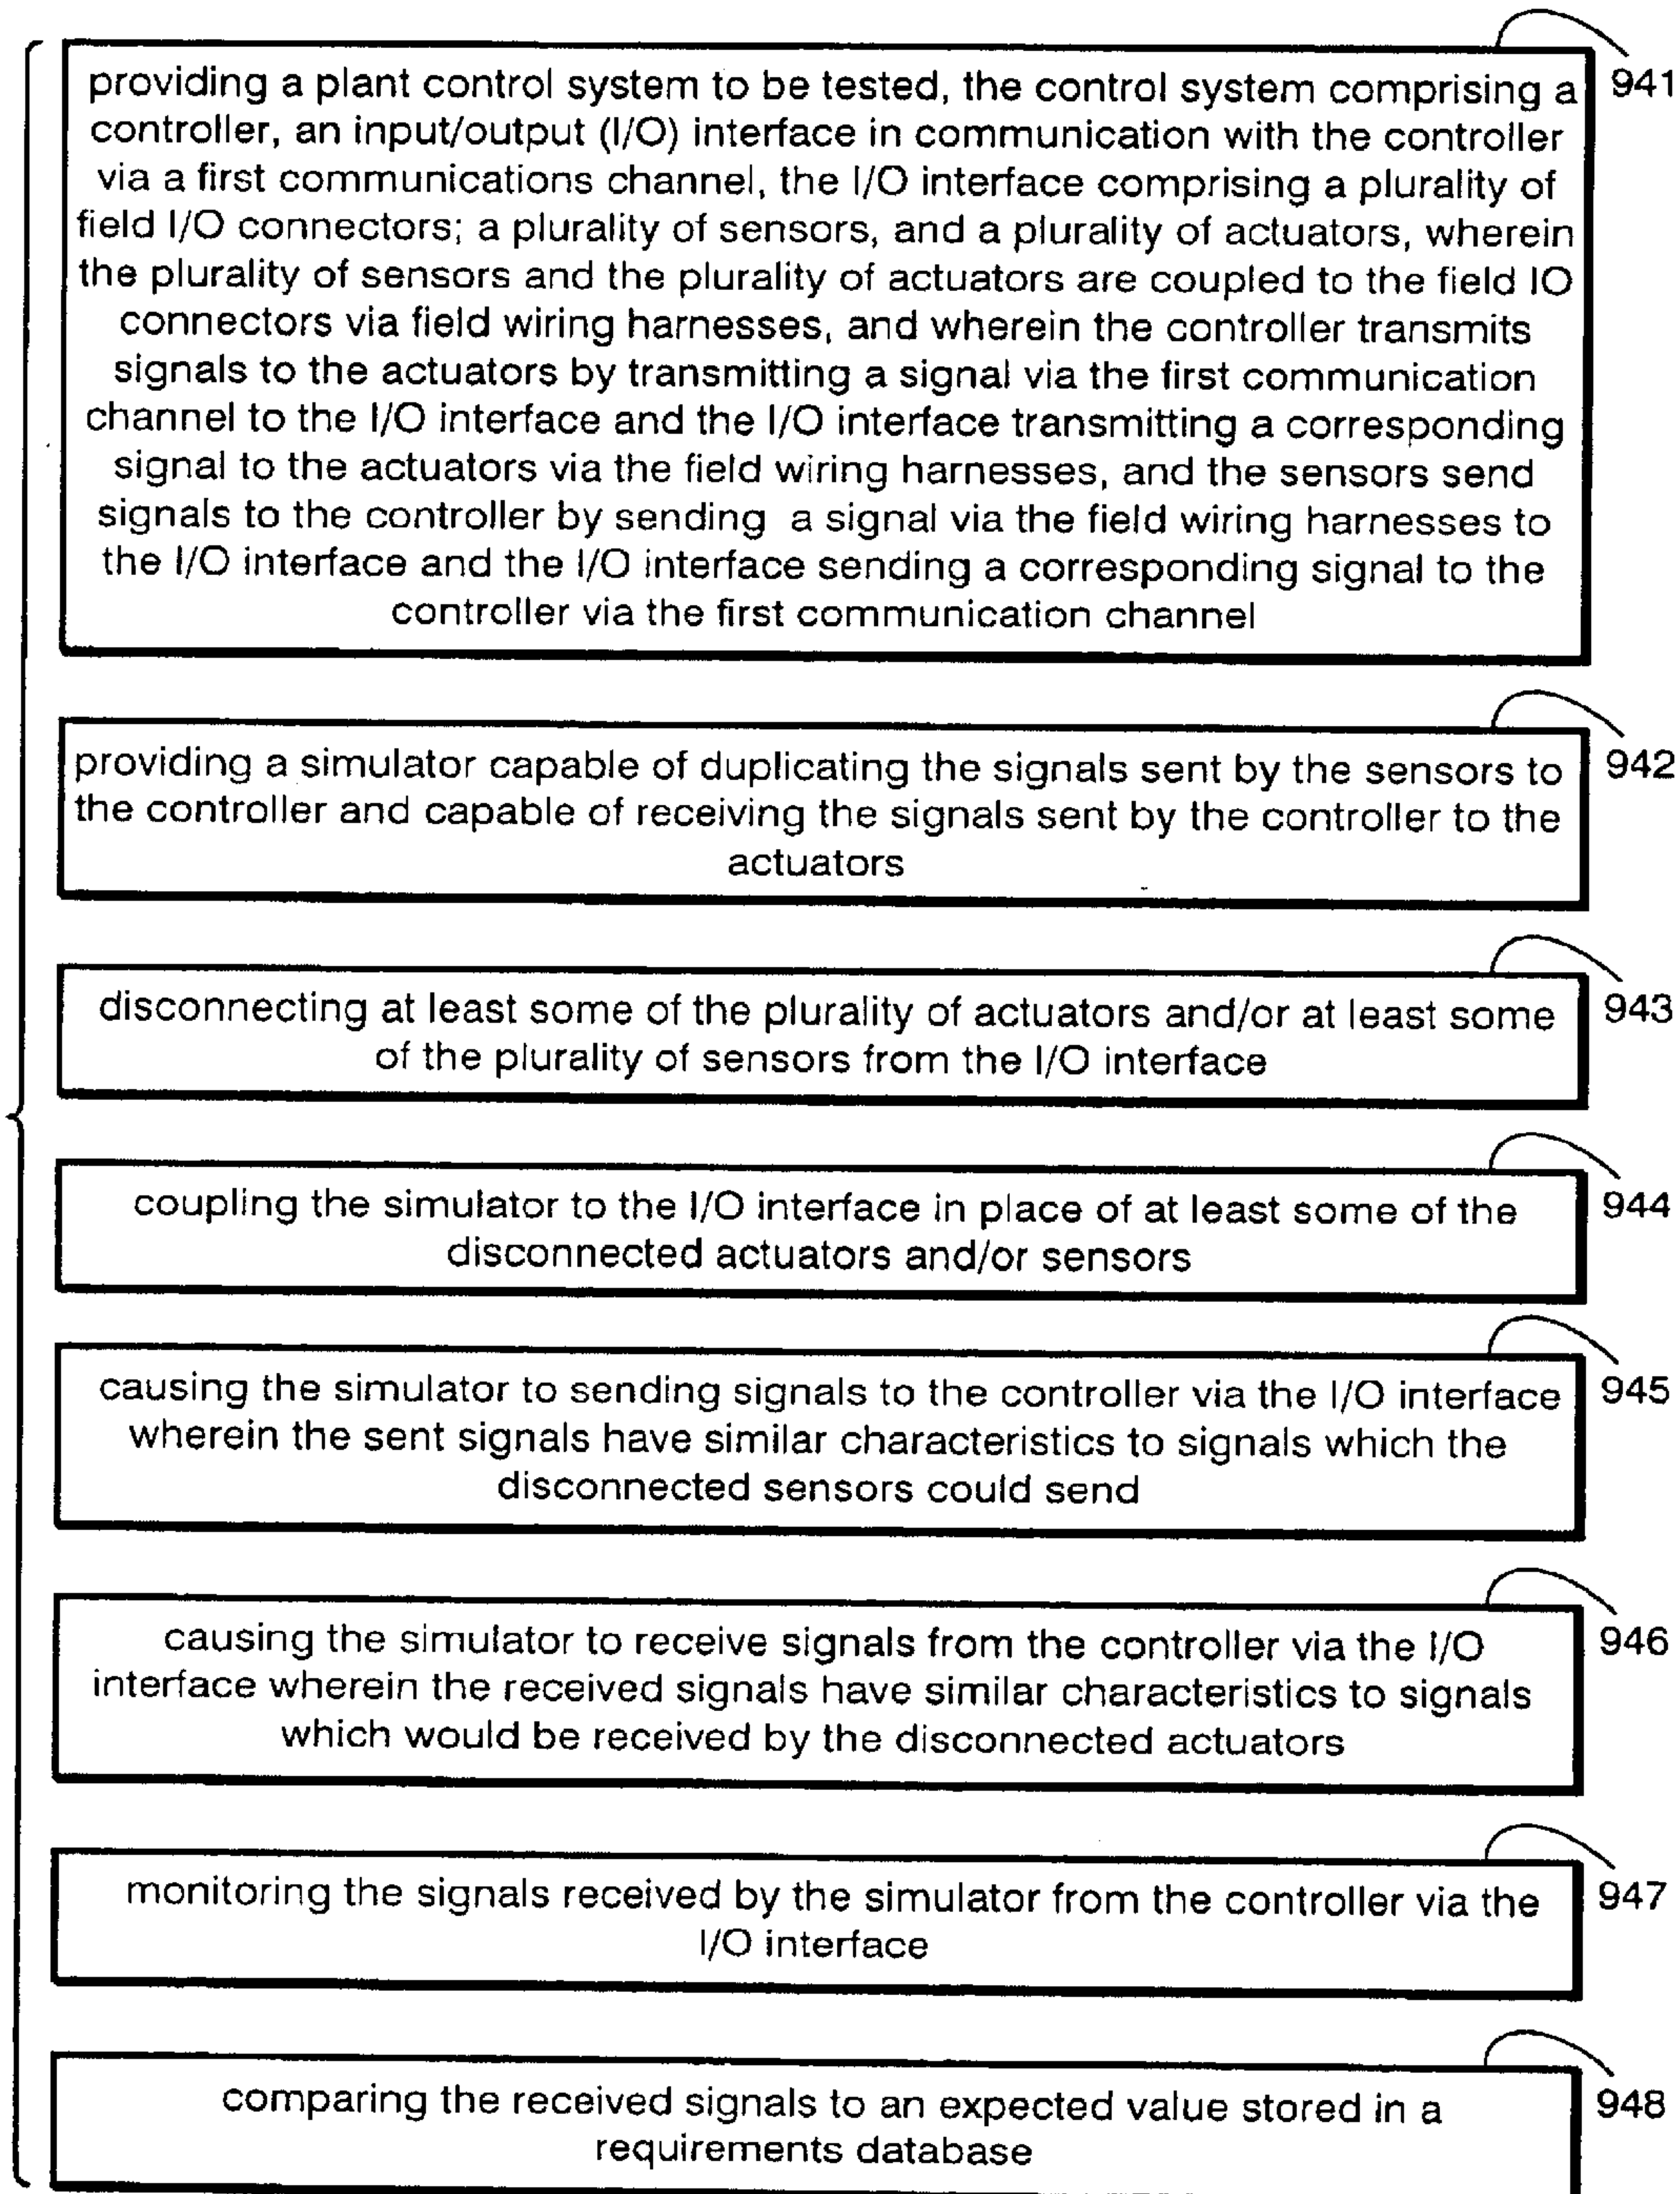 providing a plant control system to be tested, the control system comprising a
941
controller, an input/output (I/O) interface in communication with the controller
via a first communications channel, the I/O interface comprising a plurality of
field I/O connectors; a plurality of sensors, and a plurality of actuators, wherein
the plurality of sensors and the plurality of actuators are coupled to the field IO
connectors via field wiring harnesses, and wherein the controller transmits
signals to the actuators by transmitting a signal via the first communication
channel to the I/O interface and the I/O interface transmitting a corresponding
signal to the actuators via the field wiring harnesses, and the sensors send
signals to the controller by sending a signal via the field wiring harnesses to
the I/O interface and the I/O interface sending a corresponding signal to the
controller via the first communication channel
providing a simulator capable of duplicating the signals sent by the sensors to
942
the controller and capable of receiving the signals sent by the controller to the
actuators
disconnecting at least some of the plurality of actuators and/or at least some
943
of the plurality of sensors from the I/O interface
coupling the simulator to the I/O interface in place of at least some of the
944
disconnected actuators and/or sensors
causing the simulator to sending signals to the controller via the I/O interface
945
wherein the sent signals have similar characteristics to signals which the
disconnected sensors could send
causing the simulator to receive signals from the controller via the I/O
946
interface wherein the received signals have similar characteristics to signals
which would be received by the disconnected actuators
monitoring the signals received by the simulator from the controller via the
947
I/O interface
comparing the received signals to an expected value stored in a
948
requirements database